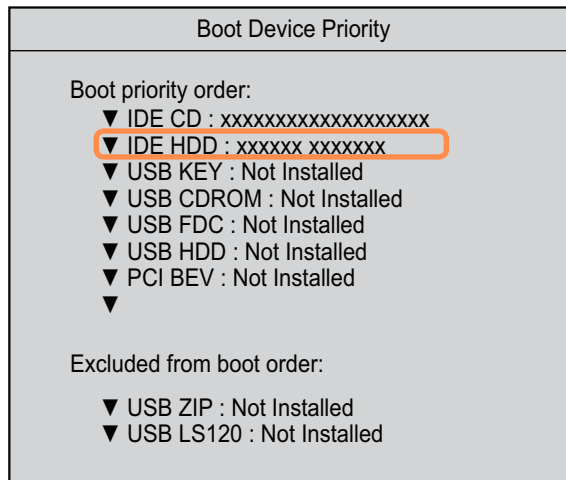 Boot Device Priority
Boot priority order:
▼ IDE CD : xxxxxxxxxxxxxxxxxxx
▼ IDE HDD : xxxxxx xxxxxxx
▼ USB KEY : Not Installed
▼ USB CDROM : Not Installed
▼ USB FDC : Not Installed
▼ USB HDD : Not Installed
▼ PCI BEV : Not Installed
▼
Excluded from boot order:
▼ USB ZIP : Not Installed
▼ USB LS120 : Not Installed